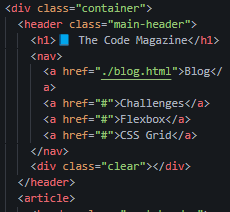 <div class="container">
<header class="main-header">
<h1>📘 The Code Magazine</h1>
<nav>
<a href="./blog.html">Blog</
a>
<a href="#">Challenges</a>
<a href="#">Flexbox</a>
<a href="#">CSS Grid</a>
</nav>
<div class="clear"></div>
</header>
<article>